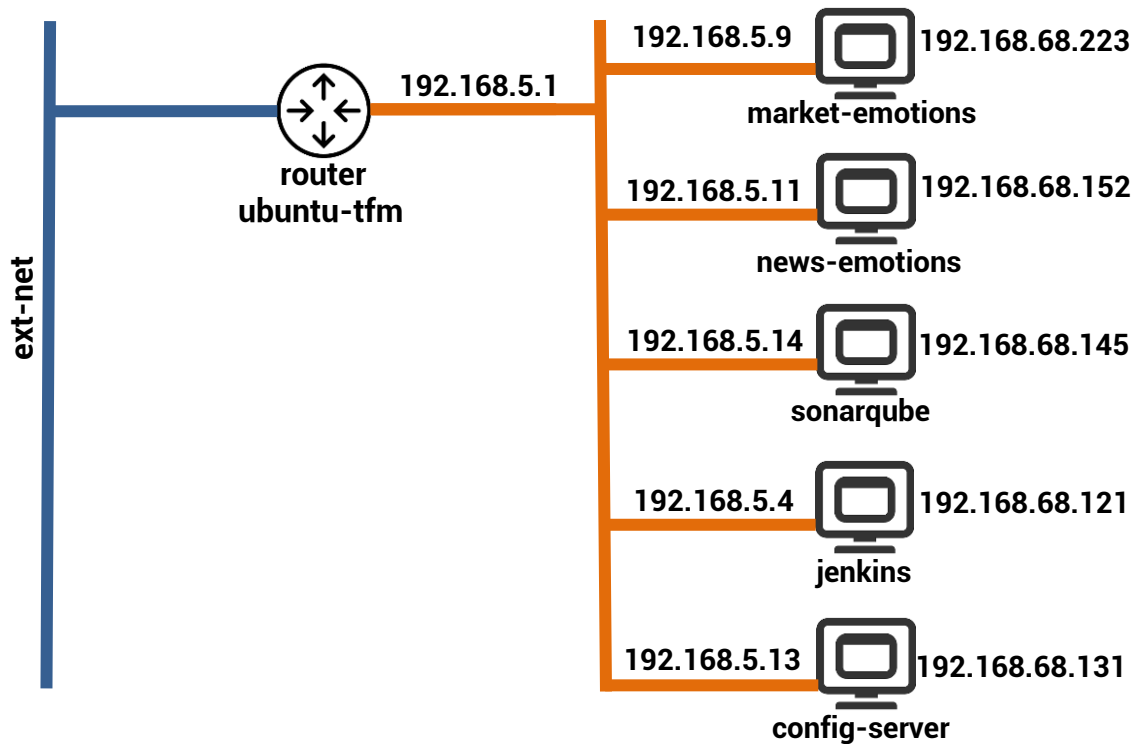 192.168.5.9
192.168.68.223
market-emotions
192.168.5.1
router
ubuntu-tfm
192.168.5.11
192.168.68.152
news-emotions
ext-net
192.168.5.14
192.168.68.145
sonarqube
192.168.5.4
192.168.68.121
jenkins
192.168.5.13
192.168.68.131
config-server